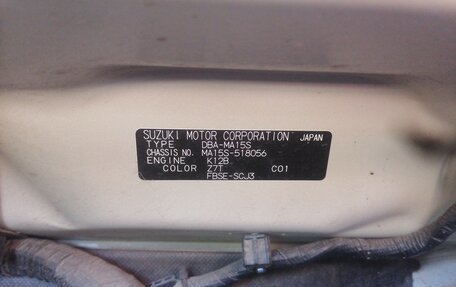 SUZUKI MOTOR CORPORATION JAPAN
TYPE DBA-MA15S
CHASSIS NO. MA15S-518056
ENGINE K12B
COLOR Z7T C01
FBSE-SCJ3